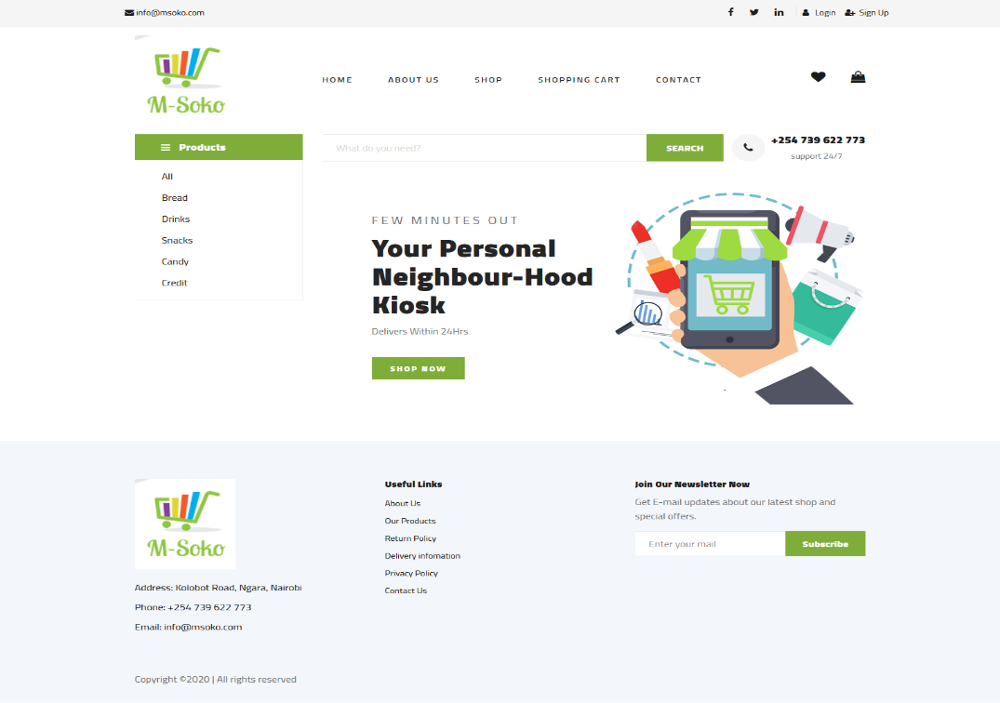 info@msoko.com
Login Sign Up
M-Soko
HOME ABOUT US SHOP SHOPPING CART CONTACT
Products
What do you need? SEARCH
+254 739 622 773
support 24/7
All
Bread
Drinks
Snacks
Candy
Credit
FEW MINUTES OUT
Your Personal
Neighbour-Hood
Kiosk
Delivers Within 24Hrs
SHOP NOW
M-Soko
Address: Kolobot Road, Ngara, Nairobi
Phone: +254 739 622 773
Email: info@msoko.com
Useful Links
About Us
Our Products
Return Policy
Delivery infomation
Privacy Policy
Contact Us
Join Our Newsletter Now
Get E-mail updates about our latest shop and
special offers.
Enter your mail Subscribe
Copyright ©2020 | All rights reserved